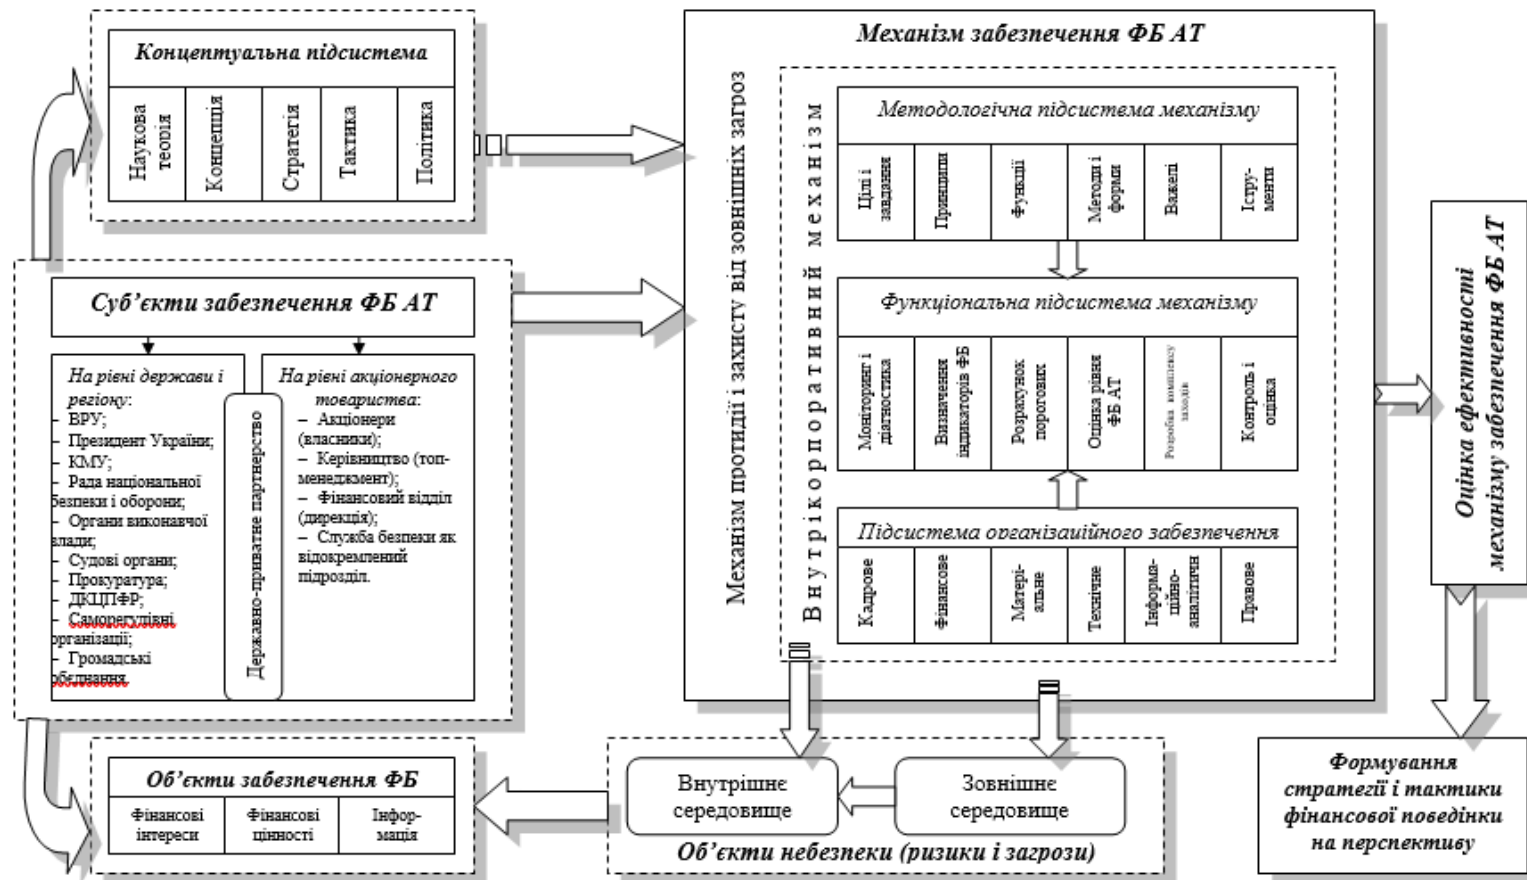 Концептуальна підсистема
Наукова
теорія
Концепція
Стратегія
Тактика
Політика
Суб’єкти забезпечення ФБ АТ
На рівні держави і
регіону:
– ВРУ;
– Президент України;
– КМУ;
– Рада національної
безпеки і оборони;
– Органи виконавчої
влади;
– Судові органи;
– Прокуратура;
– ДКЦПФР;
– Саморегулівні
організації;
– Громадські
обєднання.
Державно-приватне партнерство
На рівні акціонерного
товариства:
– Акціонери
(власники);
– Керівництво (топ-
менеджмент);
– Фінансовий відділ
(дирекція);
– Служба безпеки як
відокремлений
підрозділ.
Об’єкти забезпечення ФБ
Фінансові
інтереси
Фінансові
цінності
Інфор-
мація
Механізм забезпечення ФБ АТ
Механізм протидії і захисту від зовнішніх загроз
Внутрікорпоративний механізм
Методологічна підсистема механізму
Цілі і
завдання
Принципи
Функції
Методи і
форми
Важелі
Істру-
менти
Функціональна підсистема механізму
Моніторинг і
діагностика
Визначення
індикаторів ФБ
Розрахунок
порогових
Оцінка рівня
ФБ АТ
Розробка комплексу
заходів
Контроль і
оцінка
Підсистема організаційного забезпечення
Кадрове
Фінансове
Матері-
альне
Технічне
Інформа-
ційно-
аналітичн
Правове
Внутрішнє
середовище
Зовнішнє
середовище
Об’єкти небезпеки (ризики і загрози)
Оцінка ефективності
механізму забезпечення ФБ АТ
Формування
стратегії і тактики
фінансової поведінки
на перспективу